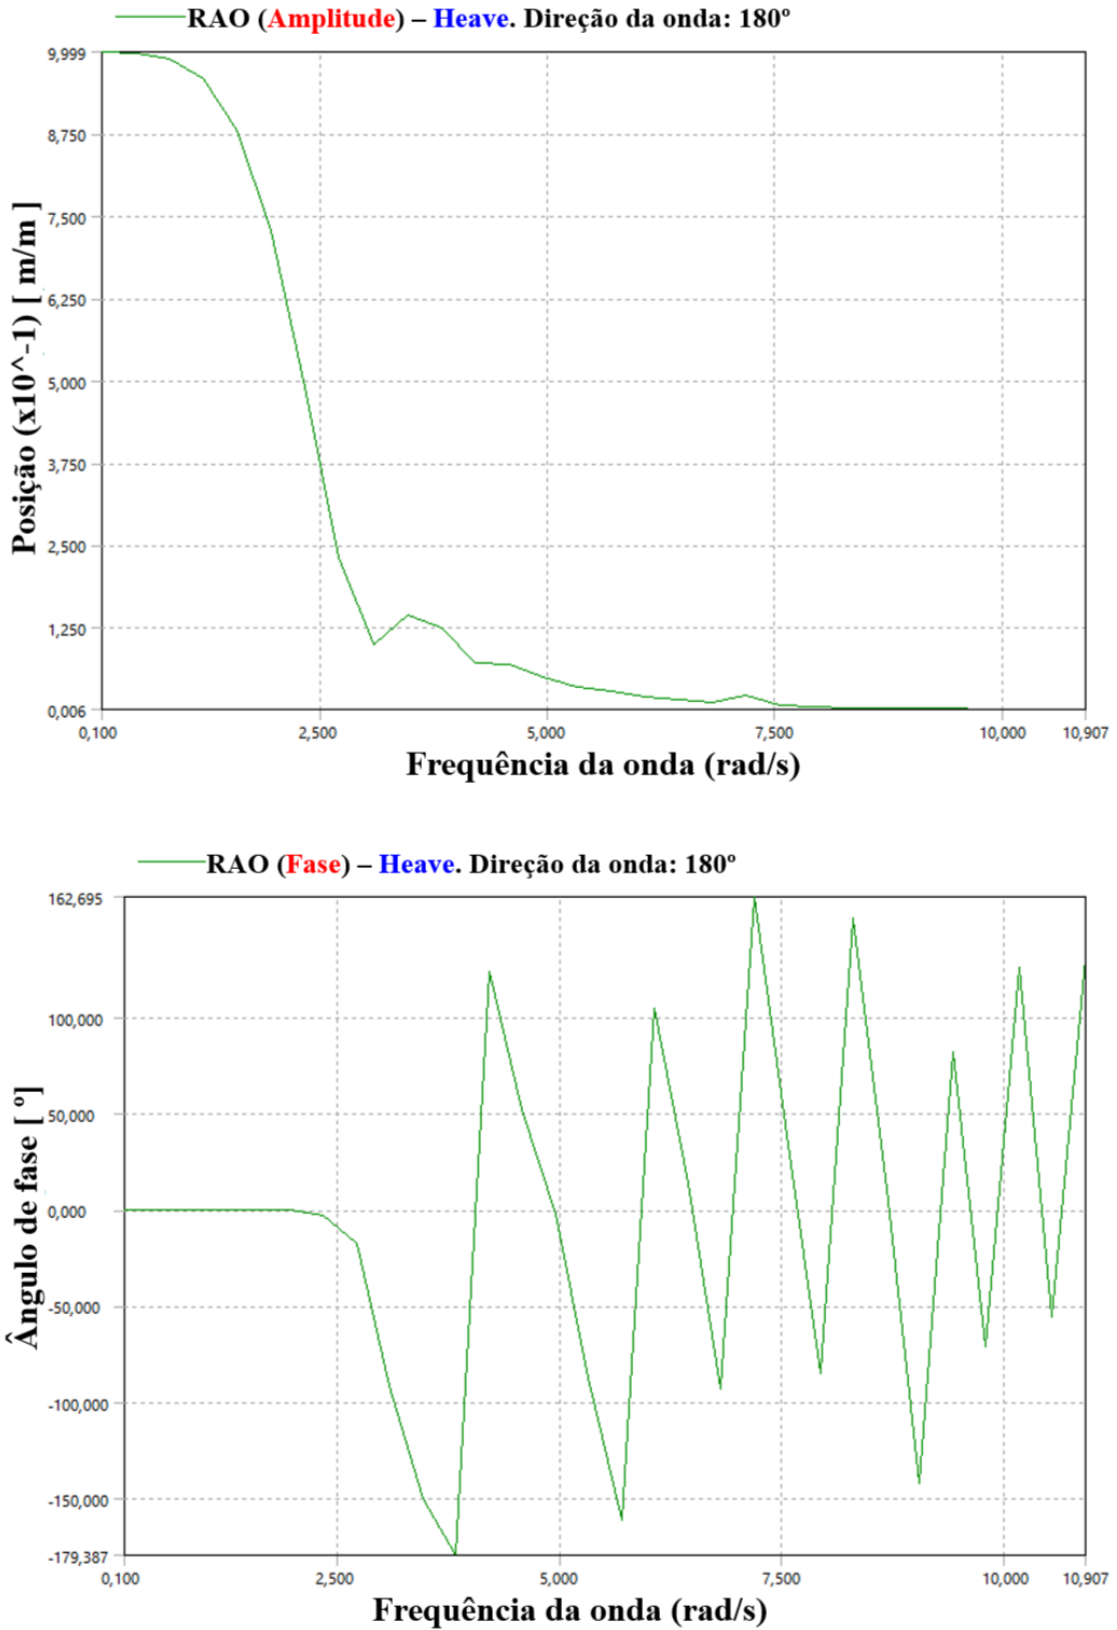 RAO (Amplitude) – Heave. Direção da onda: 180º
Posição (x10^-1) [ m/m ]
9,999
8,750
7,500
6,250
5,000
3,750
2,500
1,250
0,006
0,100 2,500 5,000 7,500 10,000 10,907
Frequência da onda (rad/s)
RAO (Fase) – Heave. Direção da onda: 180º
Ângulo de fase [ º]
162,695
100,000
50,000
0,000
-50,000
-100,000
-150,000
-179,387
0,100 2,500 5,000 7,500 10,000 10,907
Frequência da onda (rad/s)